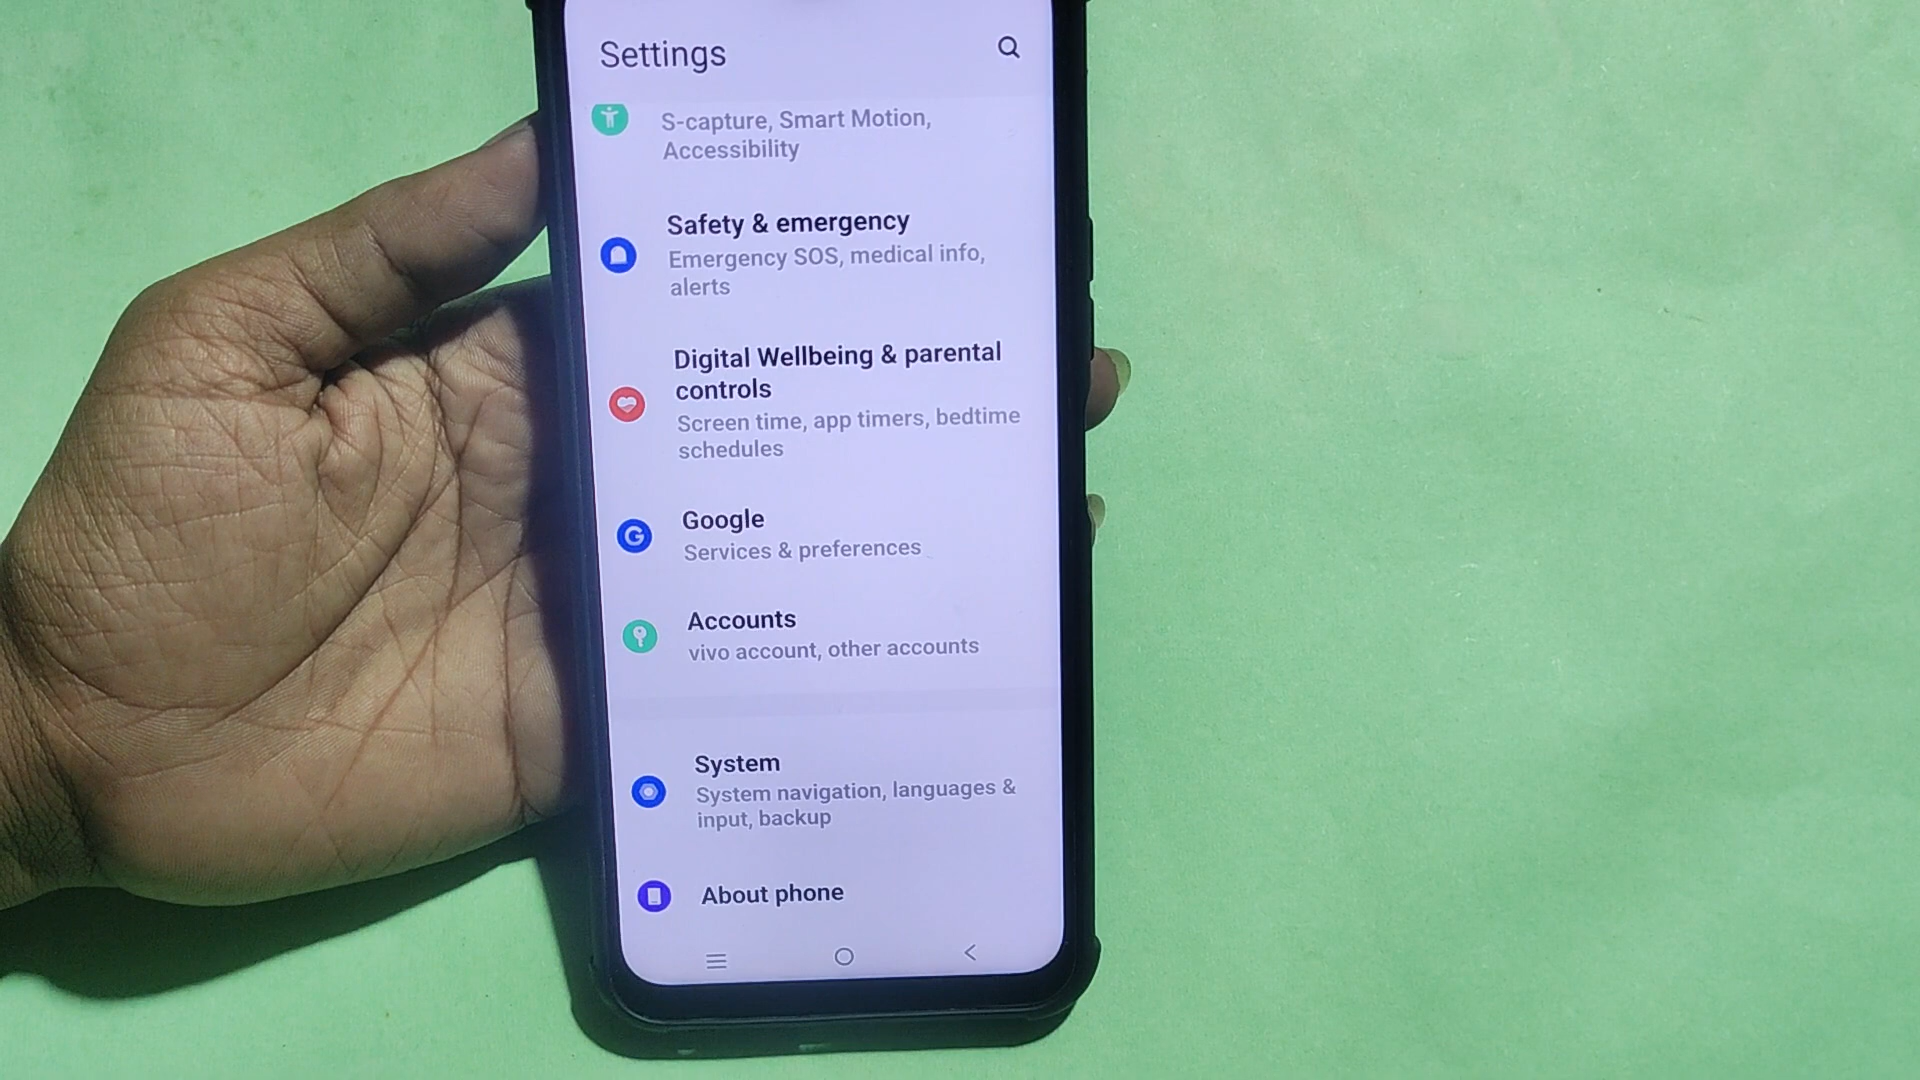 Settings
S-capture, Smart Motion,
Accessibility
Safety & emergency
Emergency SOS, medical info,
alerts
Digital Wellbeing & parental
controls
Screen time, app timers, bedtime
schedules
Google
Services & preferences
Accounts
vivo account, other accounts
System
System navigation, languages &
input, backup
About phone